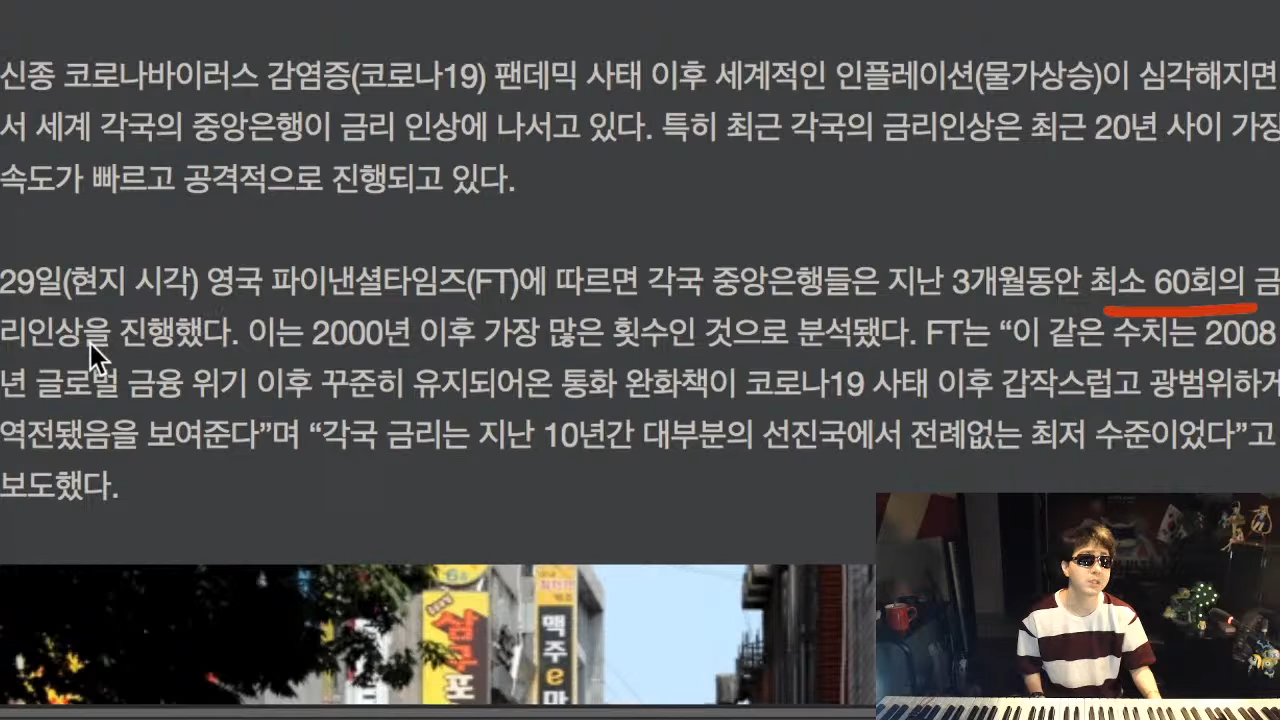 신종 코로나바이러스 감염증(코로나19) 팬데믹 사태 이후 세계적인 인플레이션(물가상승)이 심각해지면
서 세계 각국의 중앙은행이 금리 인상에 나서고 있다. 특히 최근 각국의 금리인상은 최근 20년 사이 가장
속도가 빠르고 공격적으로 진행되고 있다.
29일(현지 시각) 영국 파이낸셜타임즈(FT)에 따르면 각국 중앙은행들은 지난 3개월동안 최소 60회의 금
리인상을 진행했다. 이는 2000년 이후 가장 많은 횟수인 것으로 분석됐다. FT는 “이 같은 수치는 2008
년 글로벌 금융 위기 이후 꾸준히 유지되어온 통화 완화책이 코로나19 사태 이후 갑작스럽고 광범위하게
역전됐음을 보여준다”며 “각국 금리는 지난 10년간 대부분의 선진국에서 전례없는 최저 수준이었다”고
보도했다.
맥주